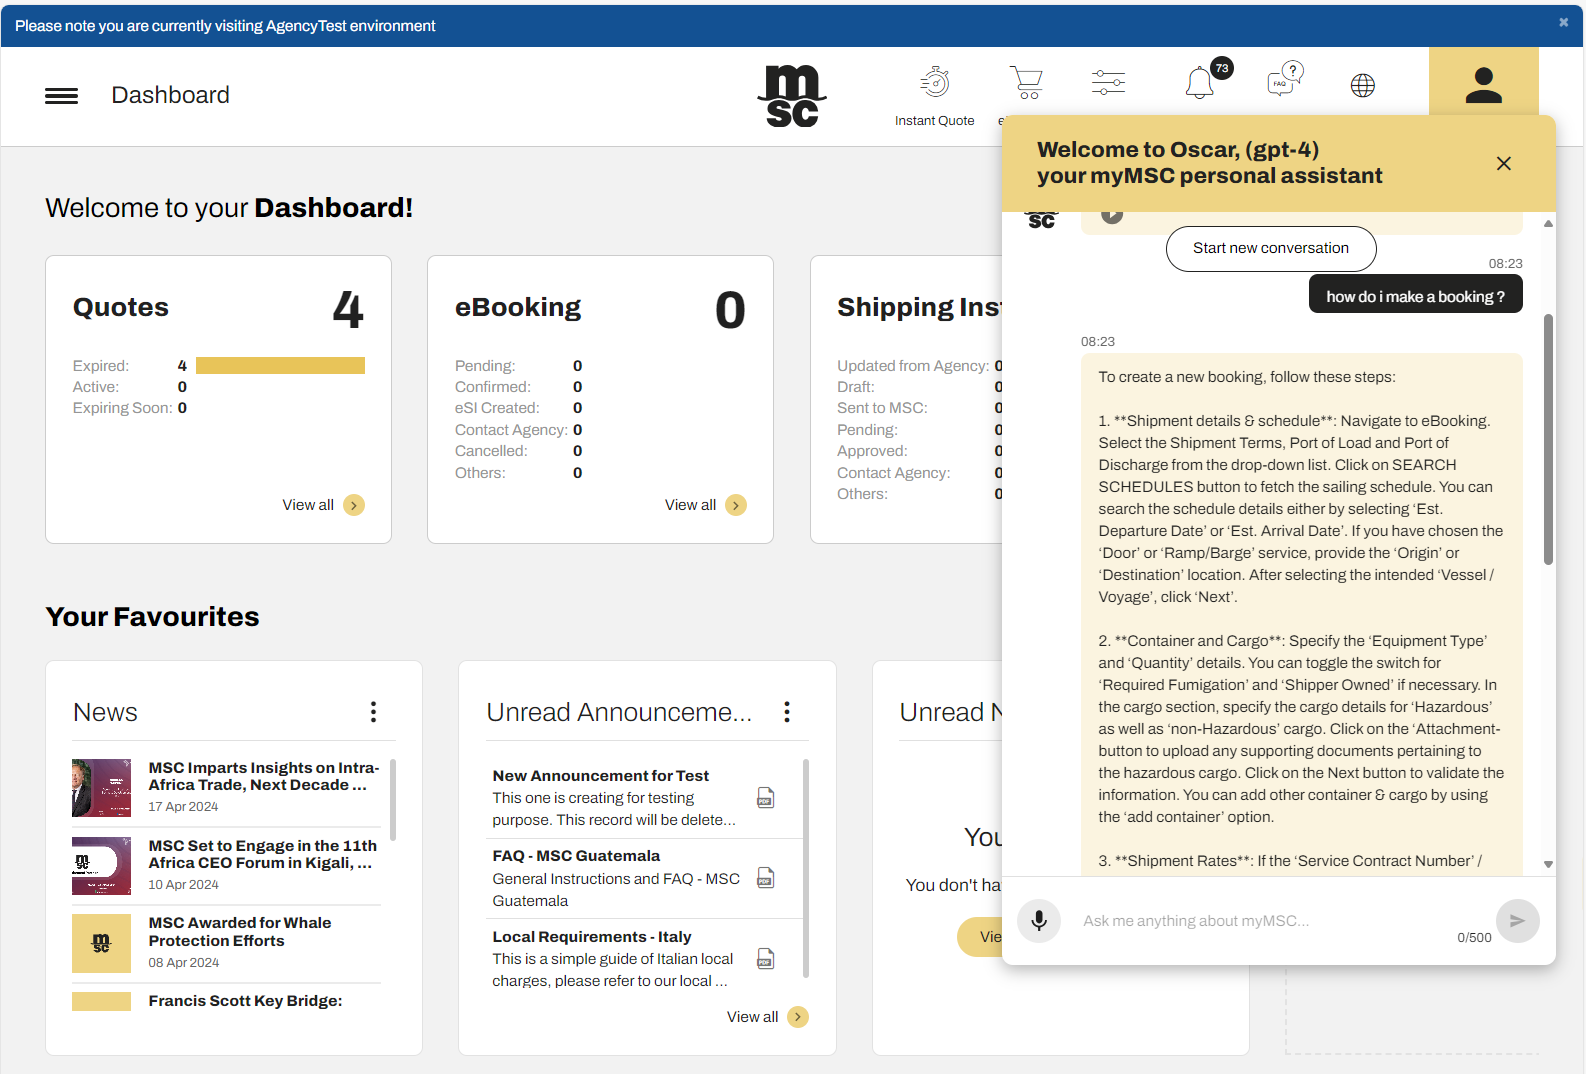 Please note you are currently visiting AgencyTest environment
Dashboard
msc
Instant Quote
e
73
FAQ
?
Welcome to your Dashboard!
Quotes
4
Expired: 4
Active: 0
Expiring Soon: 0
View all
eBooking
0
Pending: 0
Confirmed: 0
eSI Created: 0
Contact Agency: 0
Cancelled: 0
Others: 0
View all
Shipping Inst
Updated from Agency: 0
Draft: 0
Sent to MSC: 0
Pending: 0
Approved: 0
Contact Agency: 0
Others: 0
Your Favourites
News
MSC Imparts Insights on Intra-
Africa Trade, Next Decade ...
17 Apr 2024
MSC Set to Engage in the 11th
Africa CEO Forum in Kigali, ...
10 Apr 2024
msc
MSC Awarded for Whale
Protection Efforts
08 Apr 2024
Francis Scott Key Bridge:
Unread Announceme...
New Announcement for Test
This one is creating for testing
purpose. This record will be delete...
PDF
FAQ - MSC Guatemala
General Instructions and FAQ - MSC
Guatemala
PDF
Local Requirements - Italy
This is a simple guide of Italian local
charges, please refer to our local ...
PDF
View all
Unread N
You
You don't ha
Vie
Welcome to Oscar, (gpt-4)
your myMSC personal assistant
sc
Start new conversation
08:23
how do i make a booking ?
08:23
To create a new booking, follow these steps:
1. **Shipment details & schedule**: Navigate to eBooking.
Select the Shipment Terms, Port of Load and Port of
Discharge from the drop-down list. Click on SEARCH
SCHEDULES button to fetch the sailing schedule. You can
search the schedule details either by selecting ‘Est.
Departure Date’ or ‘Est. Arrival Date’. If you have chosen the
‘Door’ or ‘Ramp/Barge’ service, provide the ‘Origin’ or
‘Destination’ location. After selecting the intended ‘Vessel /
Voyage’, click ‘Next’.
2. **Container and Cargo**: Specify the ‘Equipment Type’
and ‘Quantity’ details. You can toggle the switch for
‘Required Fumigation’ and ‘Shipper Owned’ if necessary. In
the cargo section, specify the cargo details for ‘Hazardous’
as well as ‘non-Hazardous’ cargo. Click on the ‘Attachment-
button to upload any supporting documents pertaining to
the hazardous cargo. Click on the Next button to validate the
information. You can add other container & cargo by using
the ‘add container’ option.
3. **Shipment Rates**: If the ‘Service Contract Number’ /
Ask me anything about myMSC...
0/500